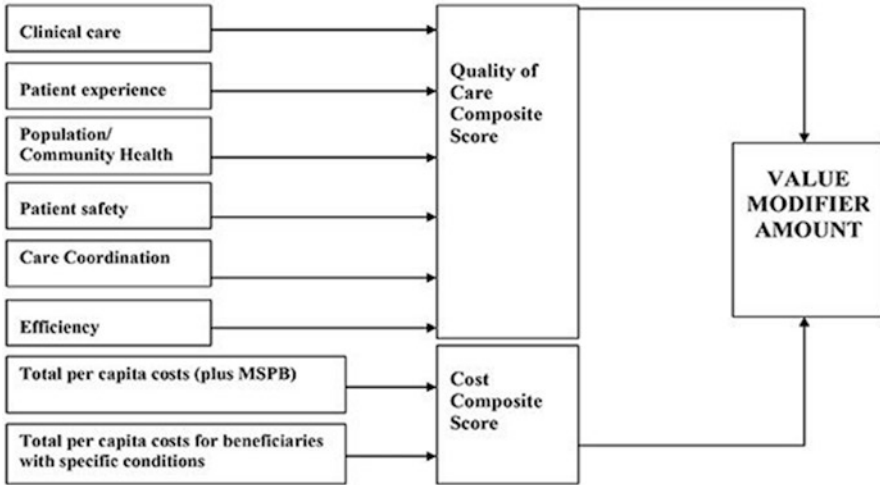 Clinical care
Patient experience
Population/
Community Health
Patient safety
Care Coordination
Efficiency
Total per capita costs (plus MSPB)
Total per capita costs for beneficiaries
with specific conditions
Quality of
Care
Composite
Score
Cost
Composite
Score
VALUE
MODIFIER
AMOUNT